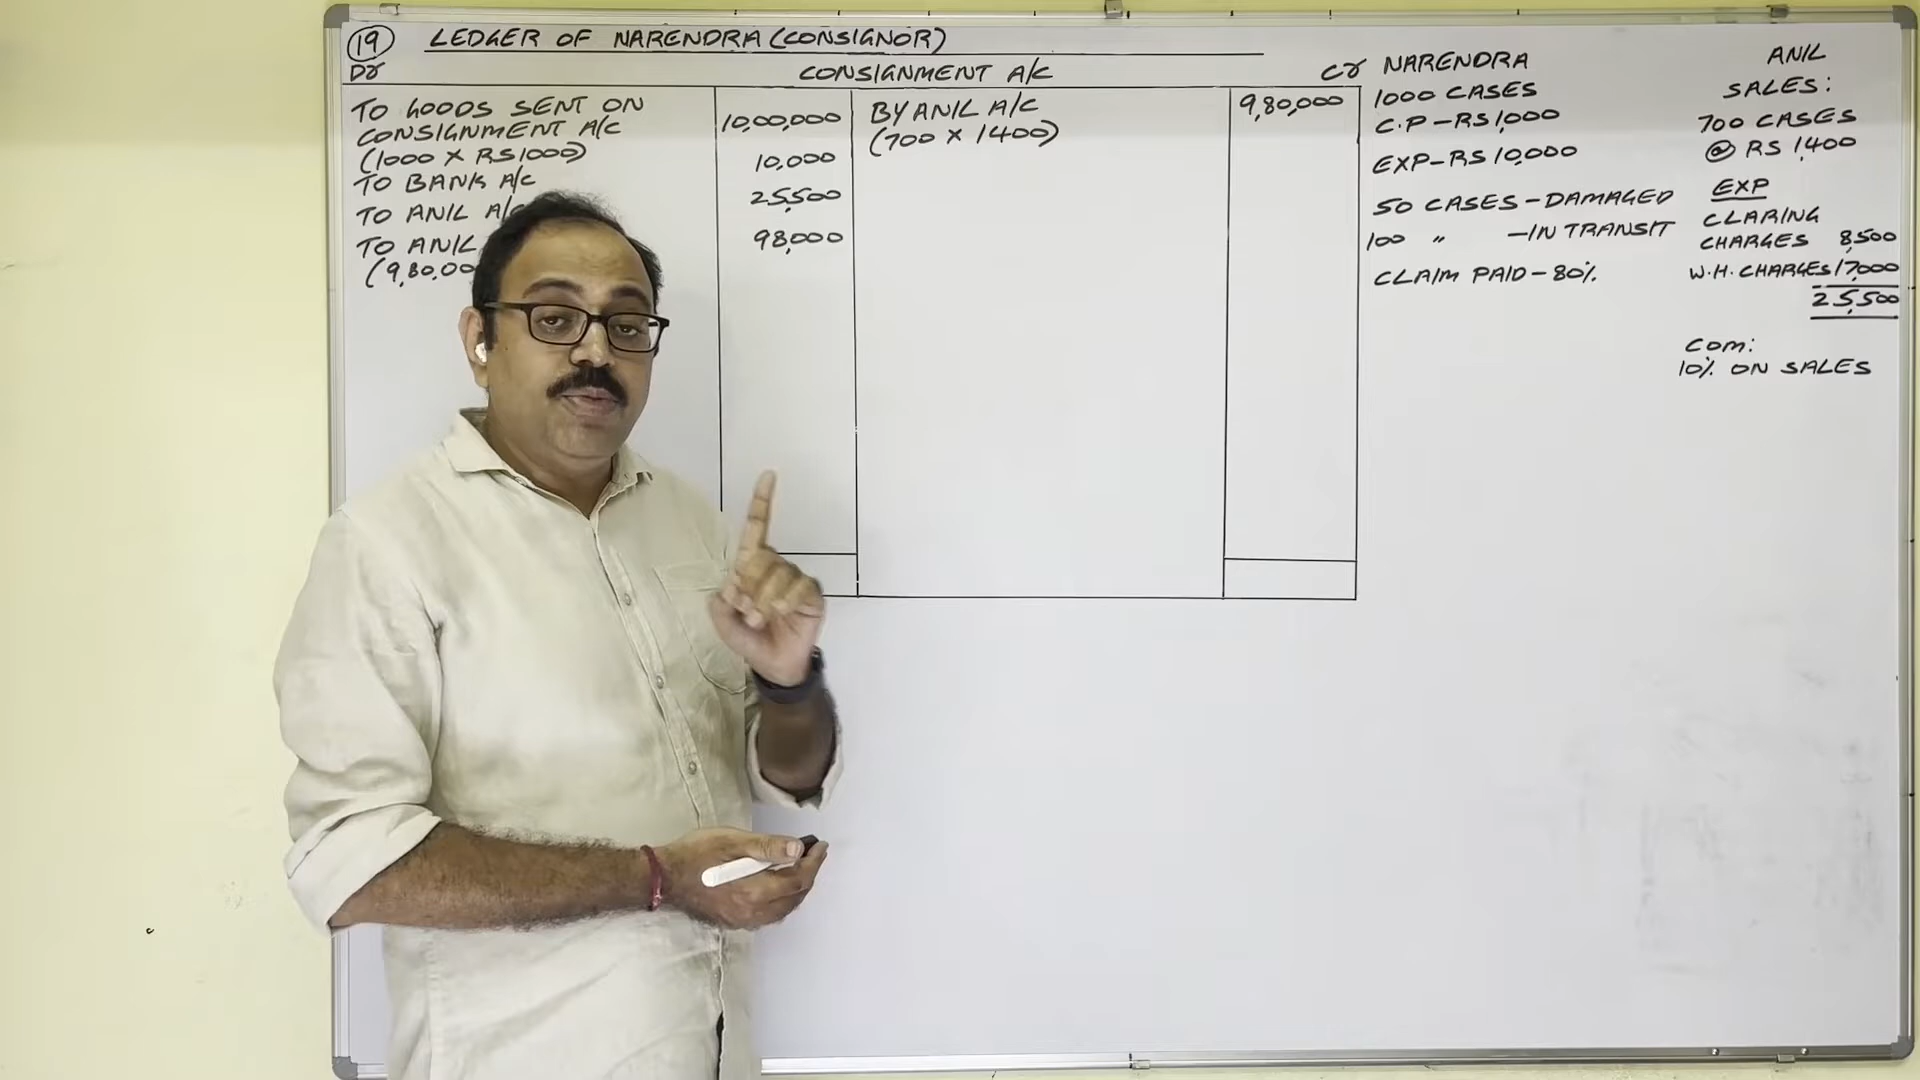 19 LEDGER OF NARENDRA (CONSIGNOR)
Dr CONSIGNMENT A/C Cr
TO GOODS SENT ON
CONSIGNMENT A/C 10,00,000
(1000 X RS1000)
TO BANK A/C 10,000
TO ANIL A/C 25,500
TO ANIL 98,000
(9,80,00
BY ANIL A/C 9,80,000
(700 X 1400)
NARENDRA
1000 CASES
C.P - RS 1,000
EXP - RS 10,000
50 CASES - DAMAGED
100 " - IN TRANSIT
CLAIM PAID - 80%
ANIL
SALES:
700 CASES
@ RS 1,400
EXP
CLARING
CHARGES 8,500
W.H. CHARGES 17,000
25,500
COM:
10% ON SALES